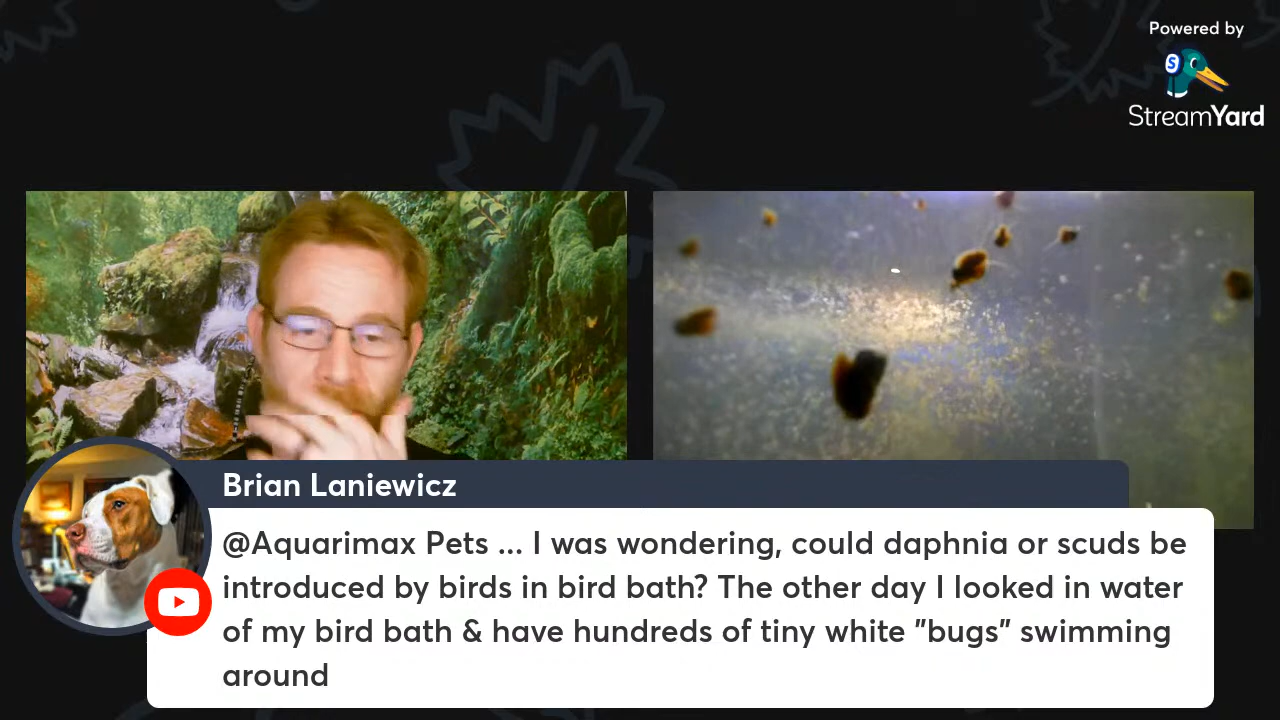 Powered by
StreamYard
Brian Laniewicz
@Aquarimax Pets ... I was wondering, could daphnia or scuds be
introduced by birds in bird bath? The other day I looked in water
of my bird bath & have hundreds of tiny white "bugs" swimming
around